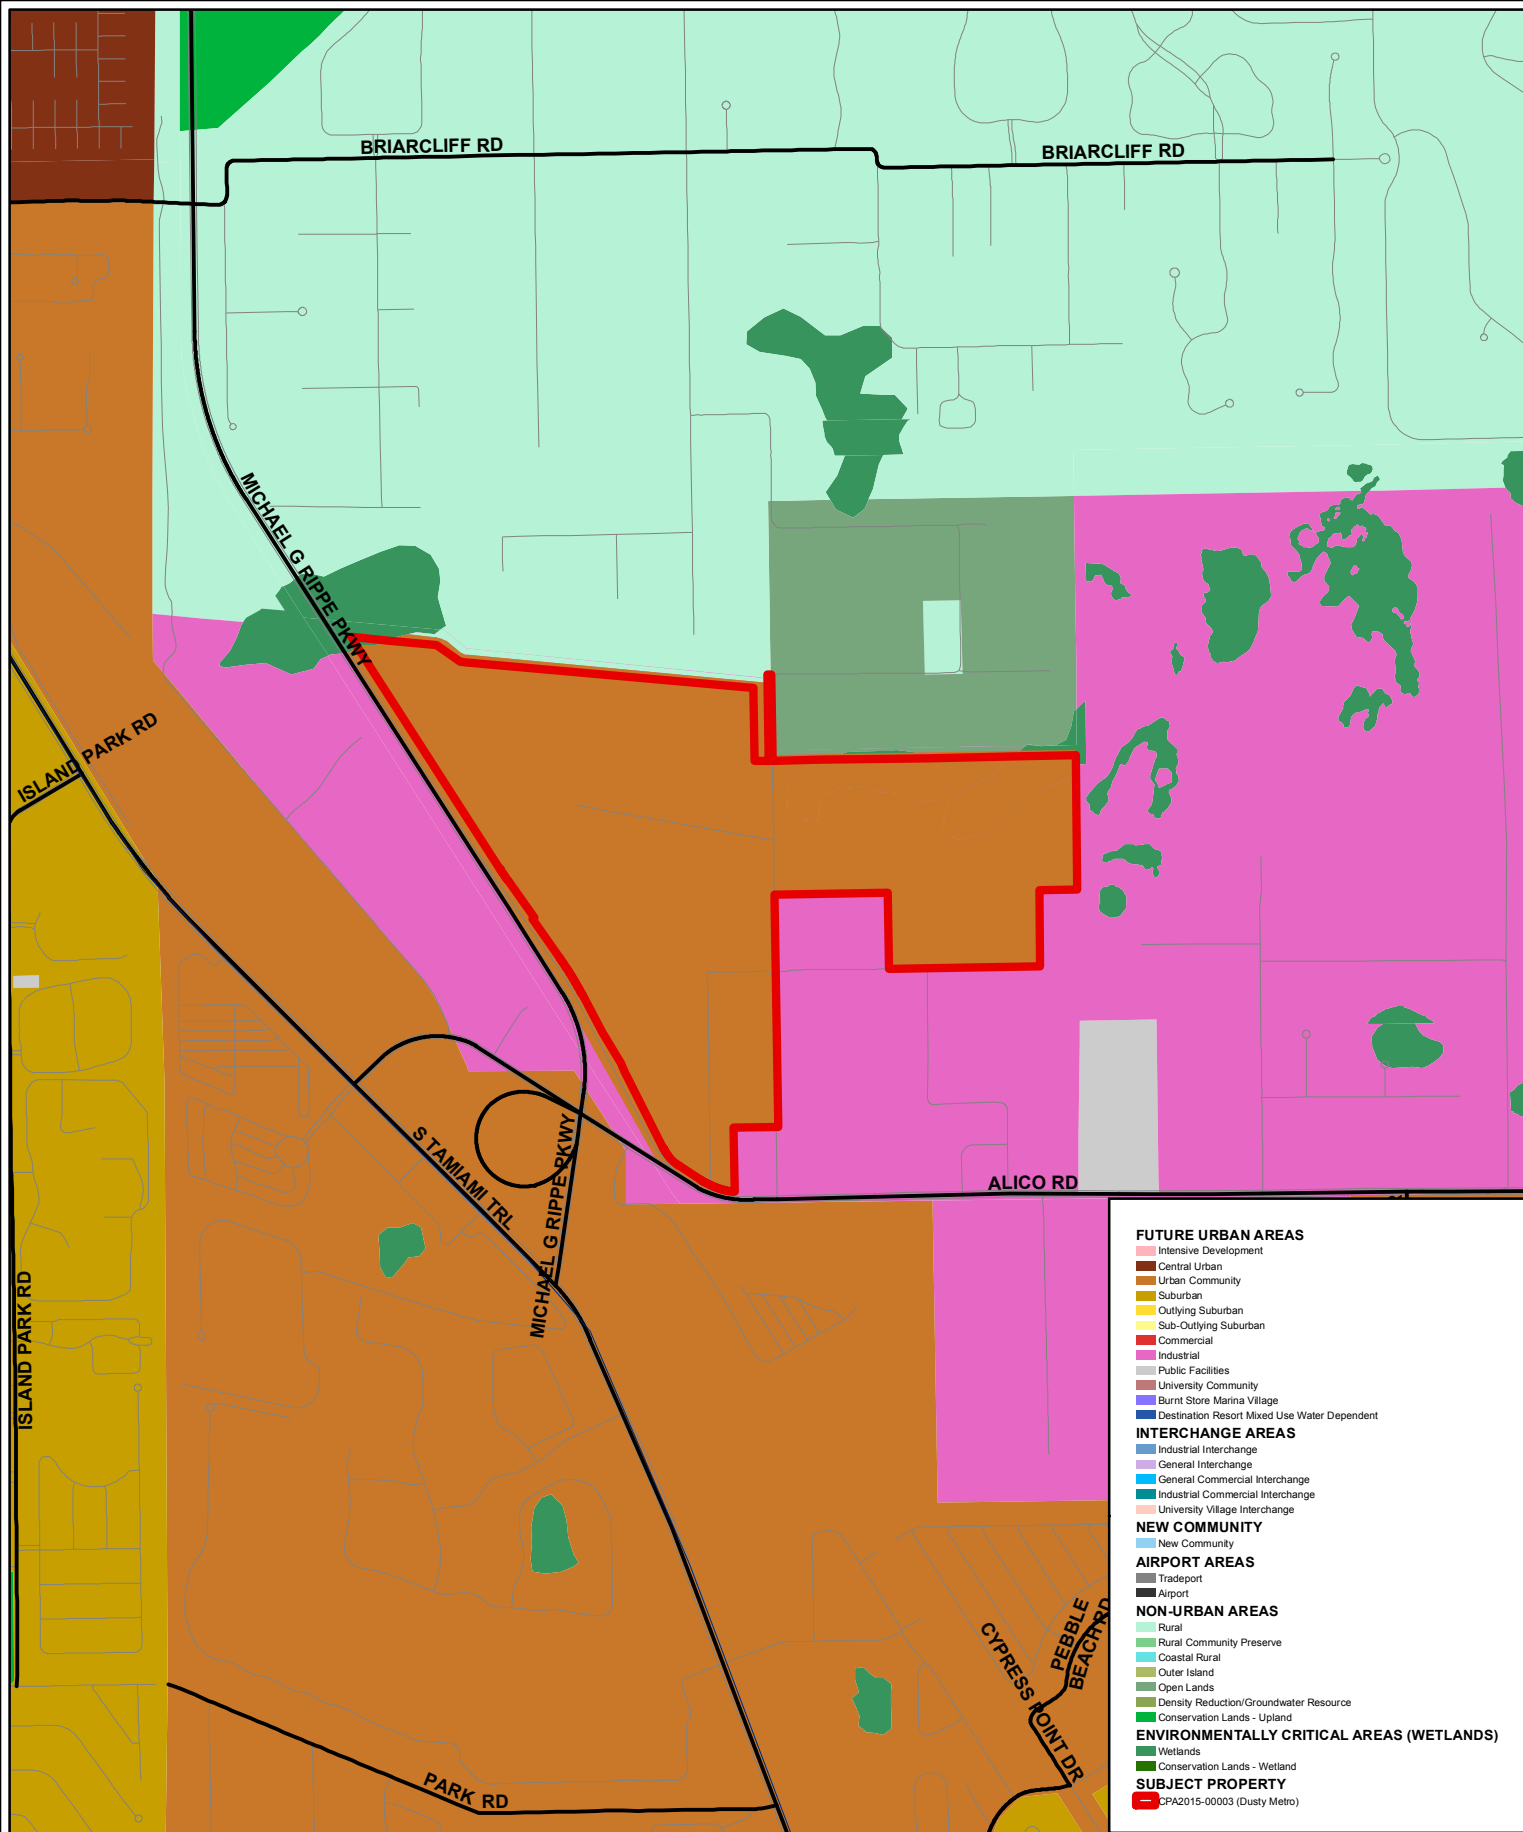 BRIARCLIFF RD
BRIARCLIFF RD
MICHAEL G RIPPE PKWY
ISLAND PARK RD
S TAMIAMI TRL
MICHAEL G RIPPE PKWY
ALICO RD
ISLAND PARK RD
CYPRESS POINT DR
PEBBLE
BEACH RD
PARK RD
FUTURE URBAN AREAS
Intensive Development
Central Urban
Urban Community
Suburban
Outlying Suburban
Sub-Outlying Suburban
Commercial
Industrial
Public Facilities
University Community
Burnt Store Marina Village
Destination Resort Mixed Use Water Dependent
INTERCHANGE AREAS
Industrial Interchange
General Interchange
General Commercial Interchange
Industrial Commercial Interchange
University Village Interchange
NEW COMMUNITY
New Community
AIRPORT AREAS
Tradeport
Airport
NON-URBAN AREAS
Rural
Rural Community Preserve
Coastal Rural
Outer Island
Open Lands
Density Reduction/Groundwater Resource
Conservation Lands - Upland
ENVIRONMENTALLY CRITICAL AREAS (WETLANDS)
Wetlands
Conservation Lands - Wetland
SUBJECT PROPERTY
CPA2015-00003 (Dusty Metro)